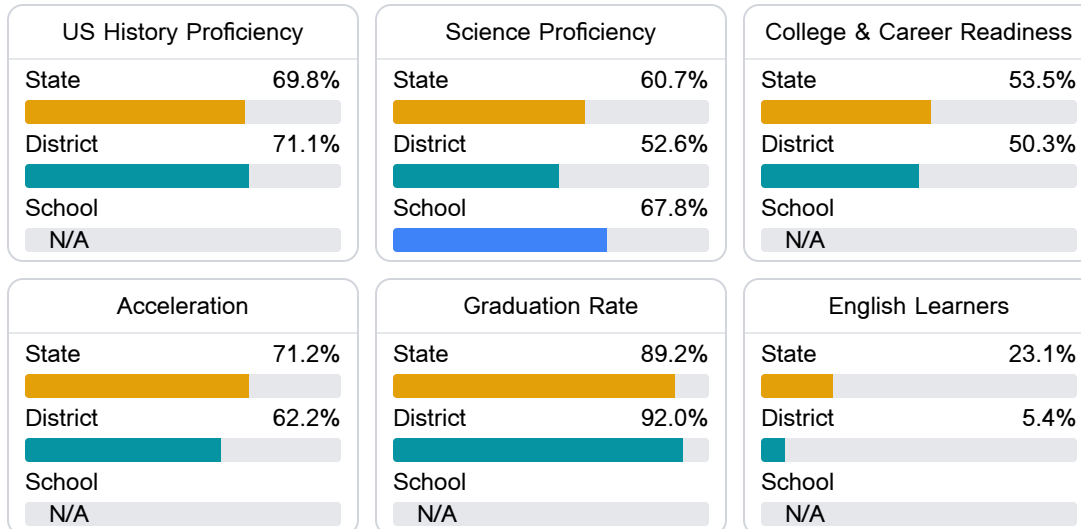 US History Proficiency
State 69.8%
District 71.1%
School
N/A
Science Proficiency
State 60.7%
District 52.6%
School 67.8%
College & Career Readiness
State 53.5%
District 50.3%
School
N/A
Acceleration
State 71.2%
District 62.2%
School
N/A
Graduation Rate
State 89.2%
District 92.0%
School
N/A
English Learners
State 23.1%
District 5.4%
School
N/A